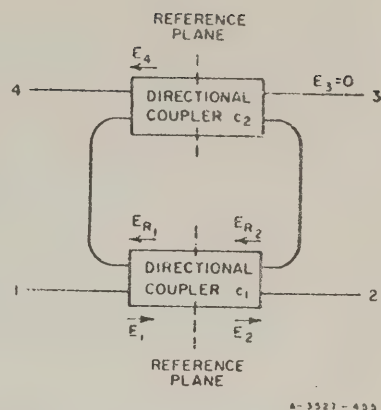 REFERENCE
PLANE
E4
4
DIRECTIONAL
COUPLER C2
E3=0
3
ER1
ER2
DIRECTIONAL
COUPLER C1
1
2
E1
E2
REFERENCE
PLANE
A-3527-455